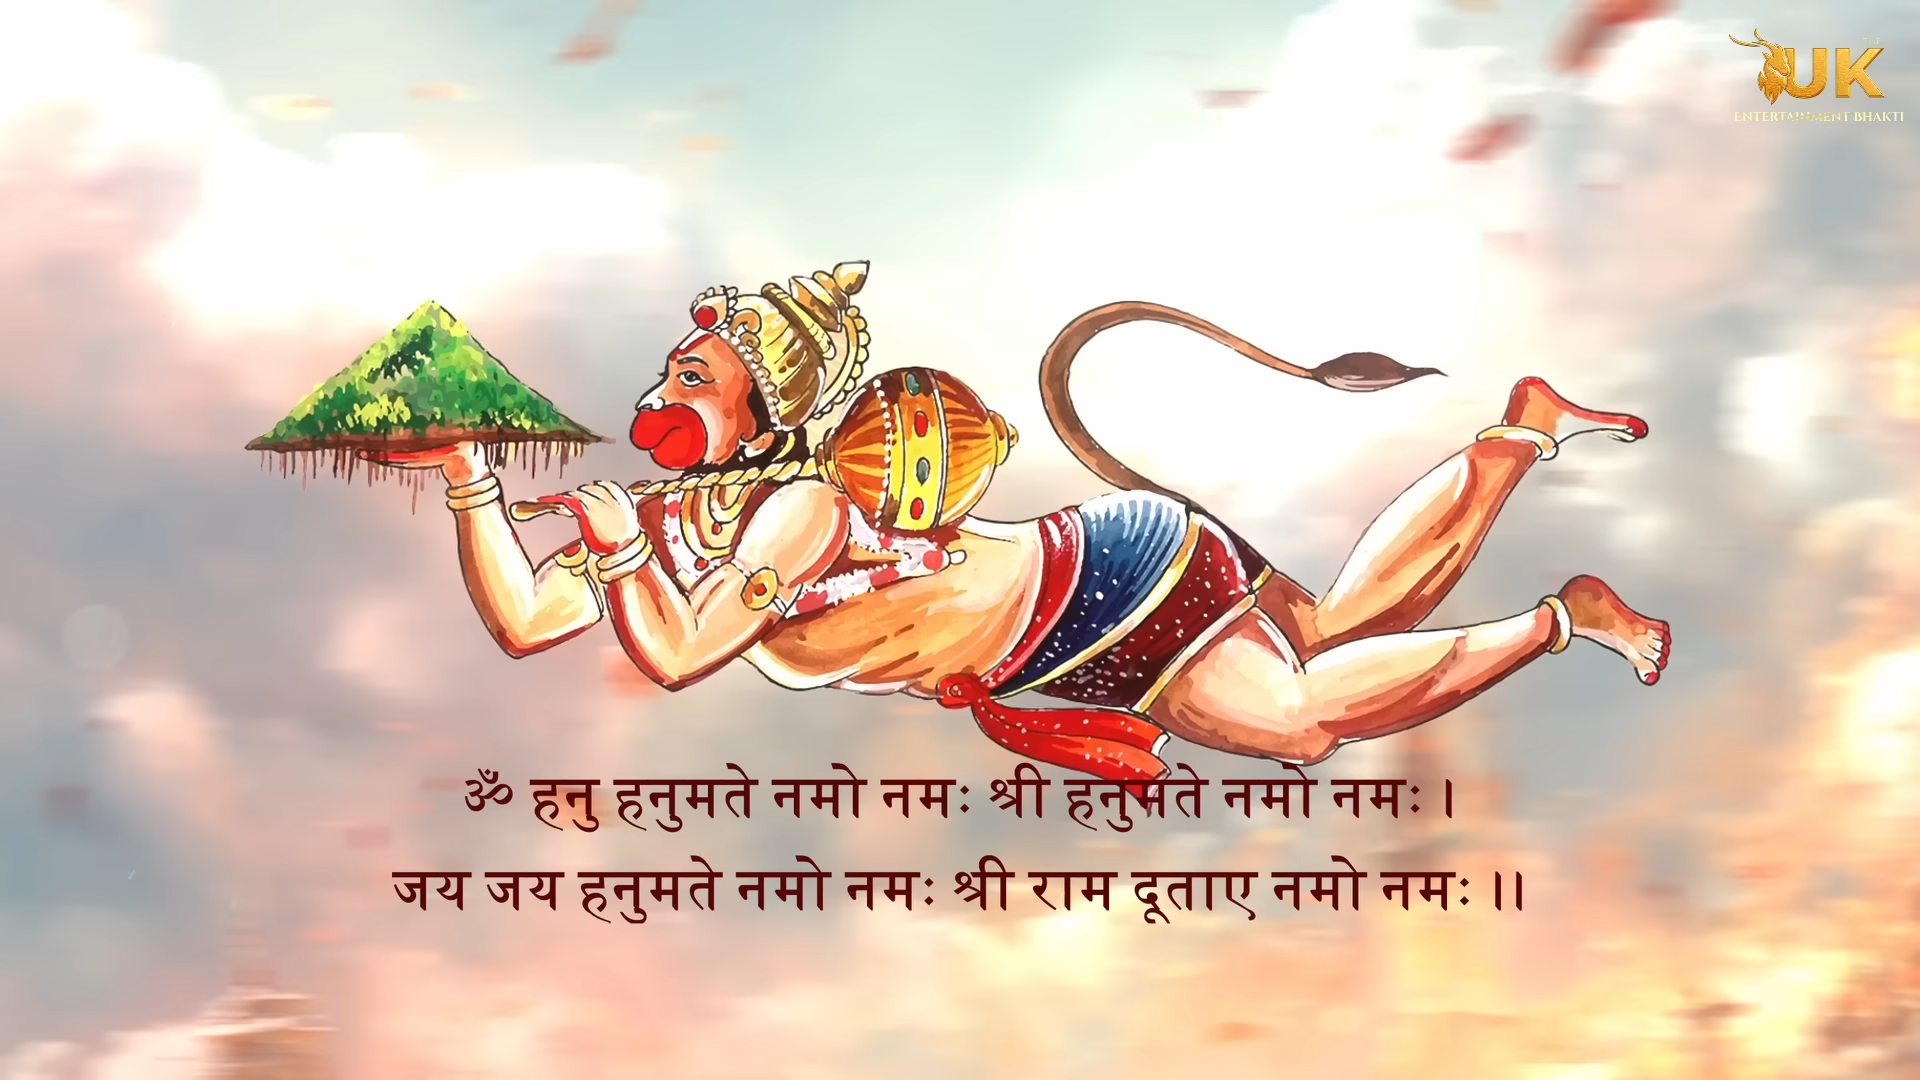 UK
ENTERTAINMENT BHAKTI
ॐ हनु हनुमते नमो नमः श्री हनुमते नमो नमः ।
जय जय हनुमते नमो नमः श्री राम दूताए नमो नमः ।।